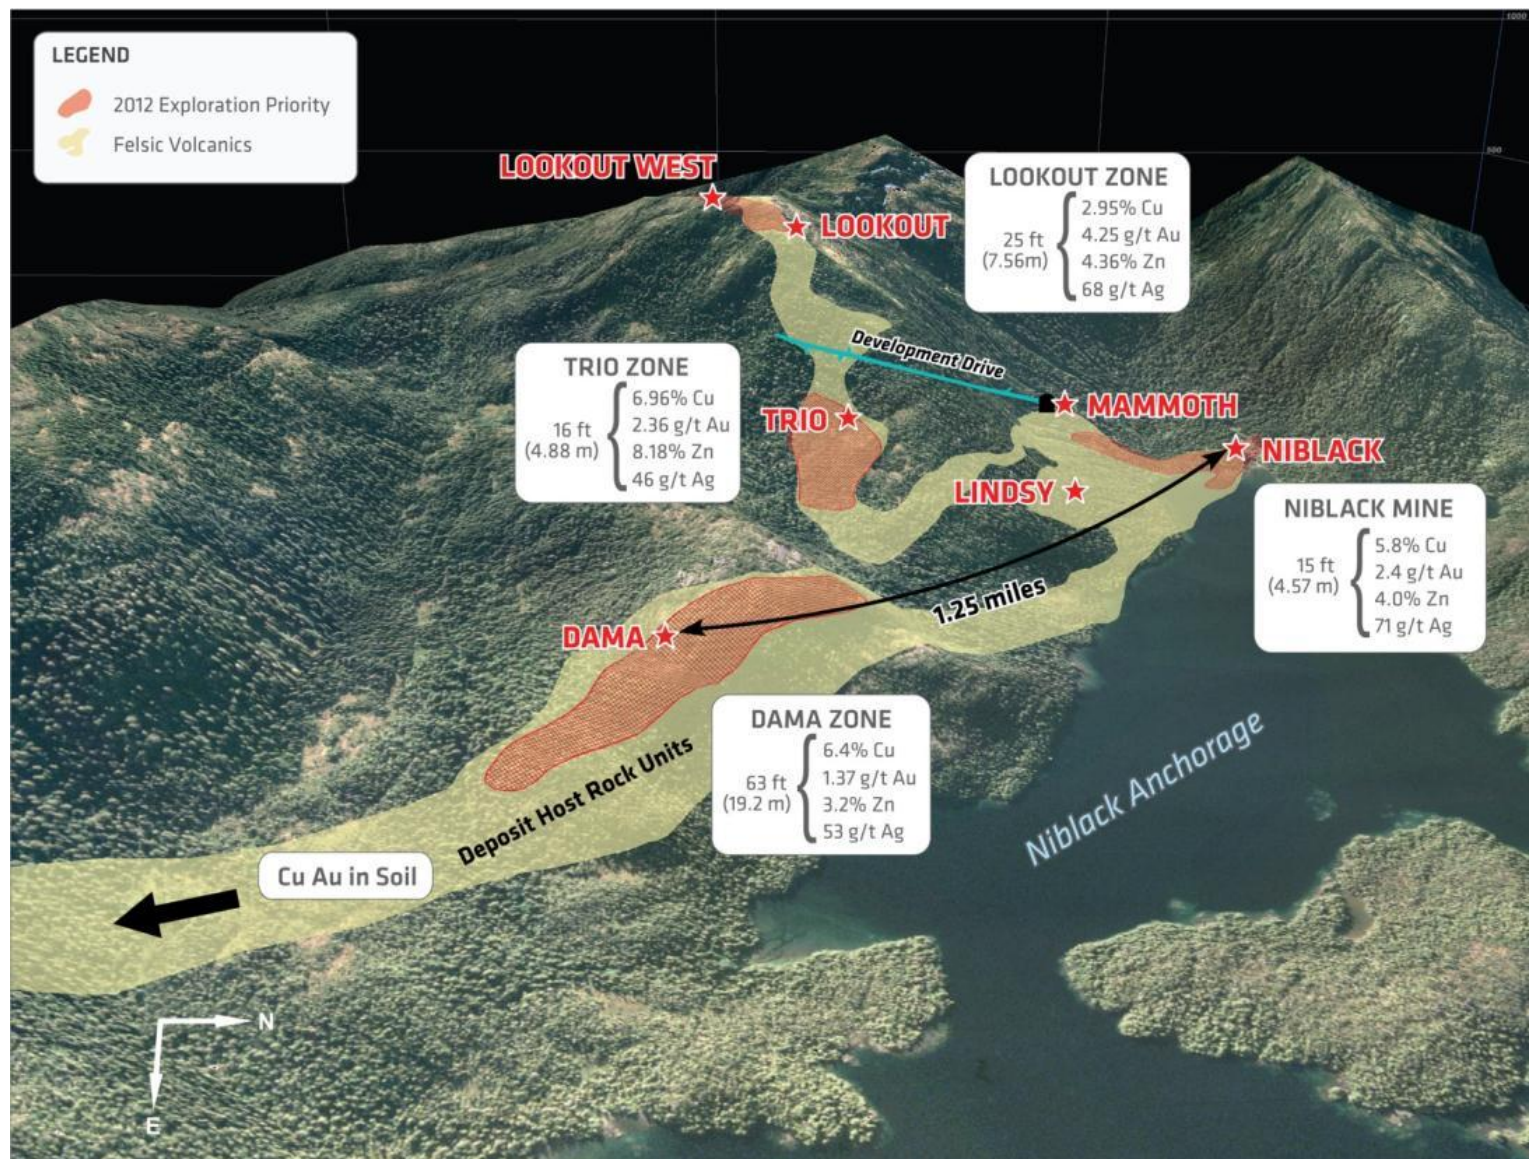 LEGEND
2012 Exploration Priority
Felsic Volcanics
1000
500
LOOKOUT WEST
LOOKOUT
LOOKOUT ZONE
25 ft
(7.56m)
2.95% Cu
4.25 g/t Au
4.36% Zn
68 g/t Ag
Development Drive
TRIO ZONE
16 ft
(4.88 m)
6.96% Cu
2.36 g/t Au
8.18% Zn
46 g/t Ag
TRIO
MAMMOTH
NIBLACK
LINDSY
NIBLACK MINE
15 ft
(4.57 m)
5.8% Cu
2.4 g/t Au
4.0% Zn
71 g/t Ag
1.25 miles
DAMA
DAMA ZONE
63 ft
(19.2 m)
6.4% Cu
1.37 g/t Au
3.2% Zn
53 g/t Ag
Deposit Host Rock Units
Niblack Anchorage
Cu Au in Soil
N
E